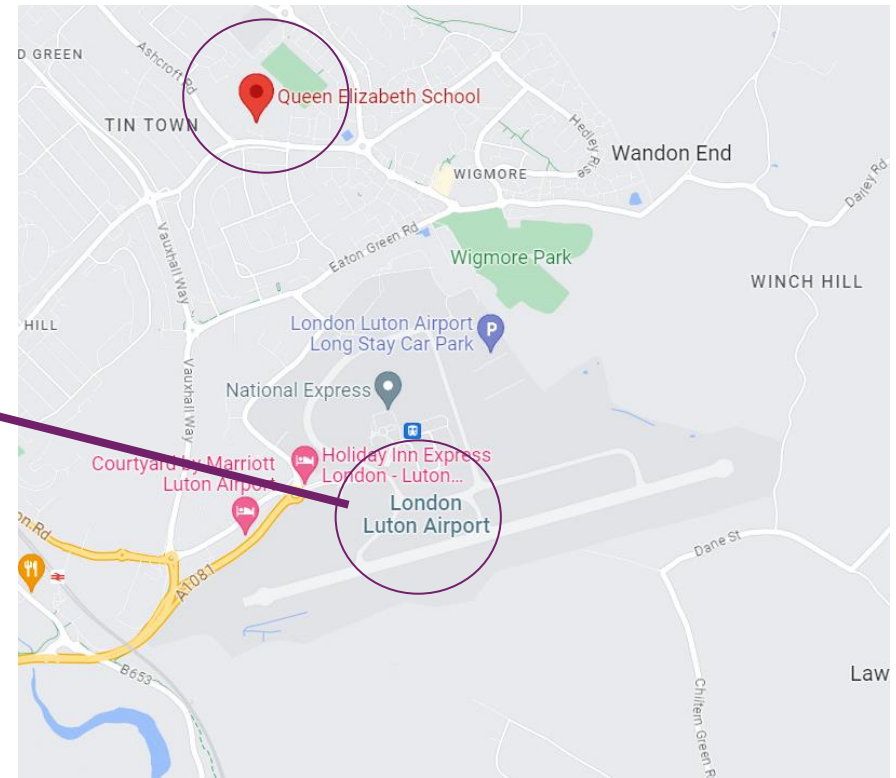 D GREEN
Ashcroft Rd
Queen Elizabeth School
TIN TOWN
Hedley Rise
Wandon End
WIGMORE
Darley Rd
Vauxhall Way
Eaton Green Rd
Wigmore Park
WINCH HILL
HILL
London Luton Airport
Long Stay Car Park
P
Vauxhall Way
National Express
Courtyard by Marriott
Luton Airport
Holiday Inn Express
London - Luton...
London
Luton Airport
on Rd
Dane St
A1081
B653
Law
Chiltern Green R